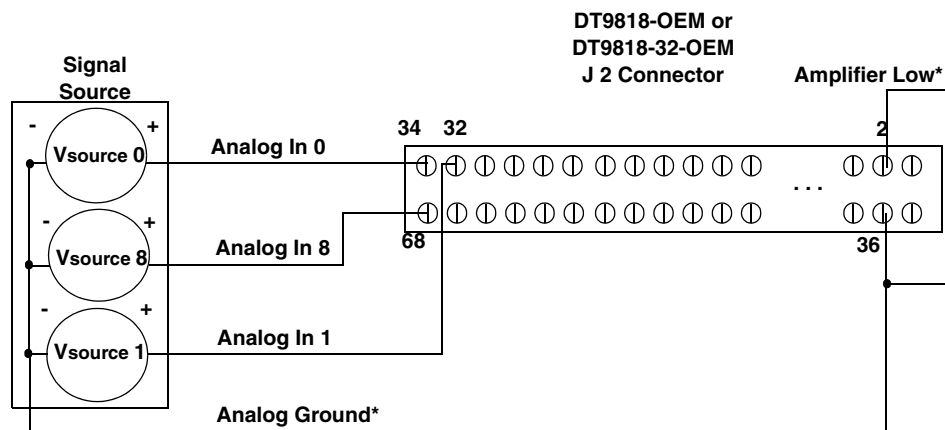 DT9818-OEM or
DT9818-32-OEM
J 2 Connector
Amplifier Low*
Signal
Source
34
32
2
-
+
Vsource 0
Analog In 0
. . .
-
+
Vsource 8
Analog In 8
68
36
-
+
Vsource 1
Analog In 1
Analog Ground*